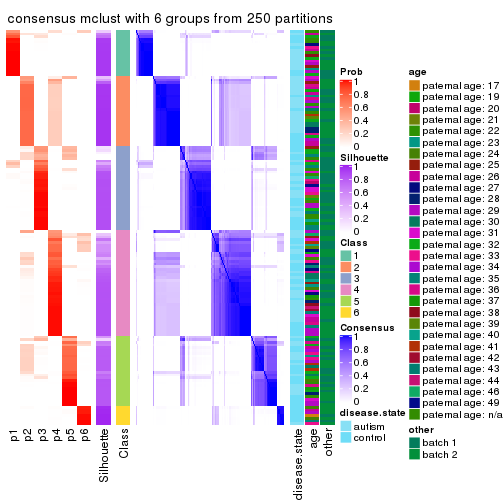 consensus mclust with 6 groups from 250 partitions
p1
p2
p3
p4
p5
p6
Silhouette
Class
disease.state
age
other
Prob
1
0.8
0.6
0.4
0.2
0
Silhouette
1
0.8
0.6
0.4
0.2
0
Class
1
2
3
4
5
6
Consensus
1
0.8
0.6
0.4
0.2
0
disease.state
autism
control
age
paternal age: 17
paternal age: 19
paternal age: 20
paternal age: 21
paternal age: 22
paternal age: 23
paternal age: 24
paternal age: 25
paternal age: 26
paternal age: 27
paternal age: 28
paternal age: 29
paternal age: 30
paternal age: 31
paternal age: 32
paternal age: 33
paternal age: 34
paternal age: 35
paternal age: 36
paternal age: 37
paternal age: 38
paternal age: 39
paternal age: 40
paternal age: 41
paternal age: 42
paternal age: 43
paternal age: 44
paternal age: 46
paternal age: 49
paternal age: n/a
other
batch 1
batch 2